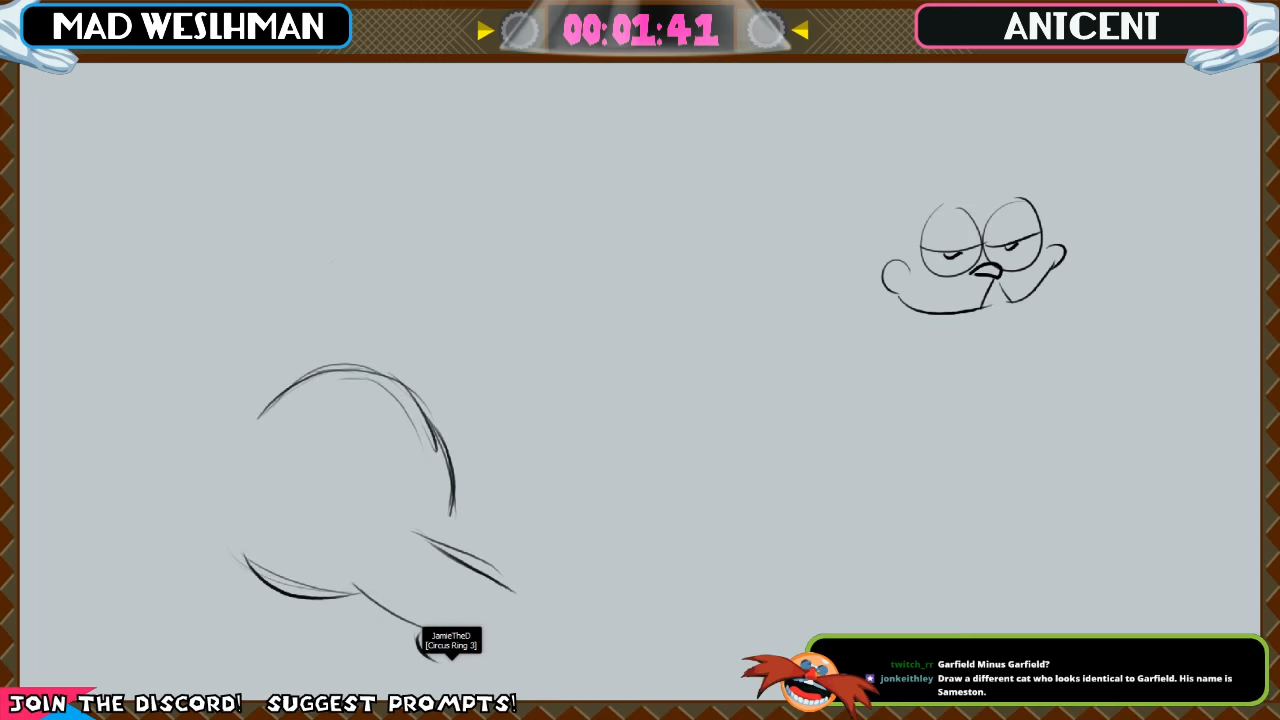 MAD WESLHMAN
00:01:41
ANTCENT
JamieTheD
[Circus Ring 3]
twitch_rr Garfield Minus Garfield?
jonkeithley Draw a different cat who looks identical to Garfield. His name is
Sameston.
JOIN THE DISCORD! SUGGEST PROMPTS!